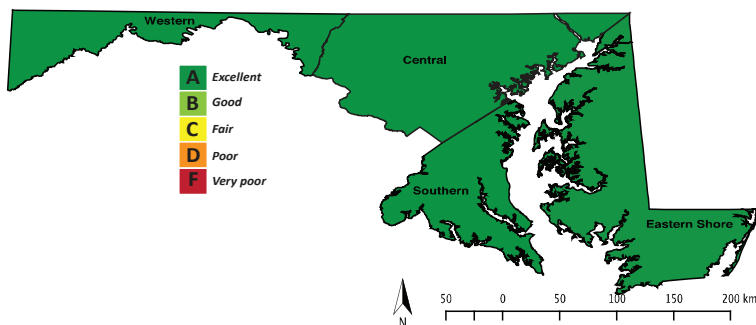 Western
Central
A Excellent
B Good
C Fair
D Poor
F Very poor
Southern
Eastern Shore
N
50 0 50 100 150 200 km